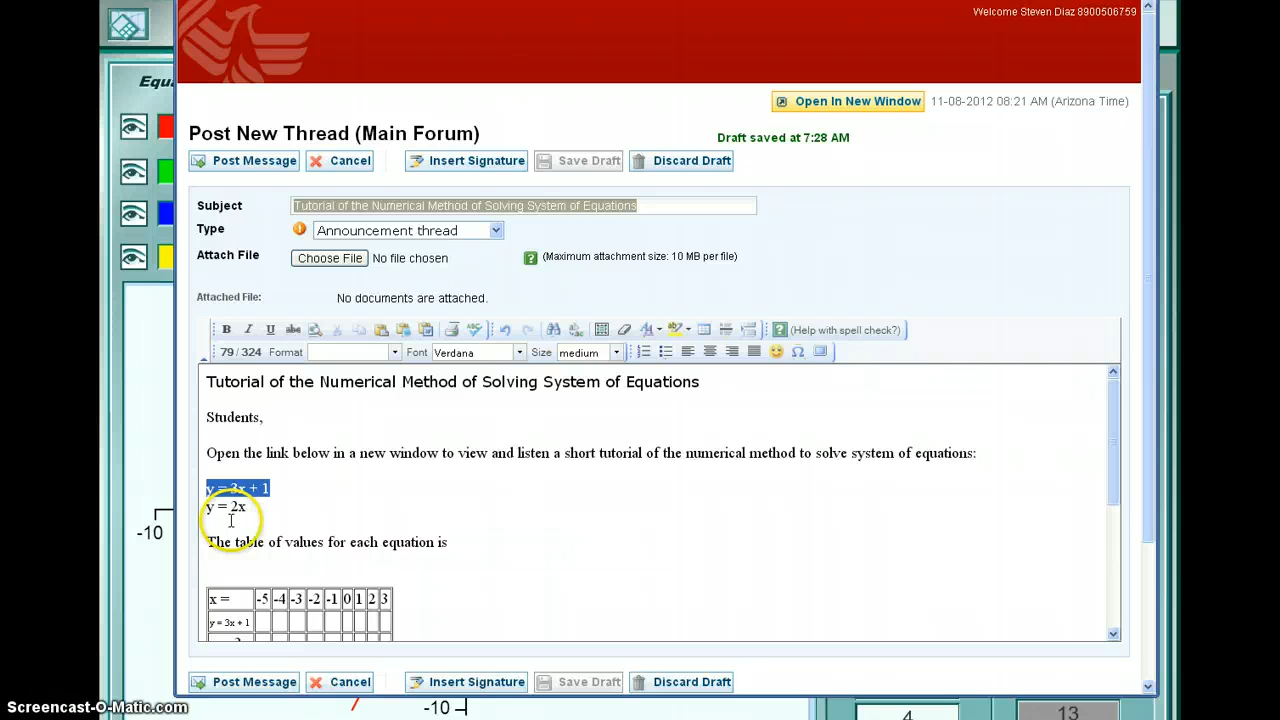 Welcome Steven Diaz 8900506759
Equa
Open In New Window 11-08-2012 08:21 AM (Arizona Time)
Post New Thread (Main Forum)
Draft saved at 7:28 AM
Post Message Cancel Insert Signature Save Draft Discard Draft
Subject Tutorial of the Numerical Method of Solving System of Equations
Type Announcement thread
Attach File Choose File No file chosen ? (Maximum attachment size: 10 MB per file)
Attached File: No documents are attached.
B I U abc ? (Help with spell check?)
79 / 324 Format Font Verdana Size medium
Tutorial of the Numerical Method of Solving System of Equations
Students,
Open the link below in a new window to view and listen a short tutorial of the numerical method to solve system of equations:
y = 3x + 1
y = 2x
-10
The table of values for each equation is
x = -5 -4 -3 -2 -1 0 1 2 3
y = 3x + 1
Post Message Cancel Insert Signature Save Draft Discard Draft
Screencast-O-Matic.com
-10
4 13